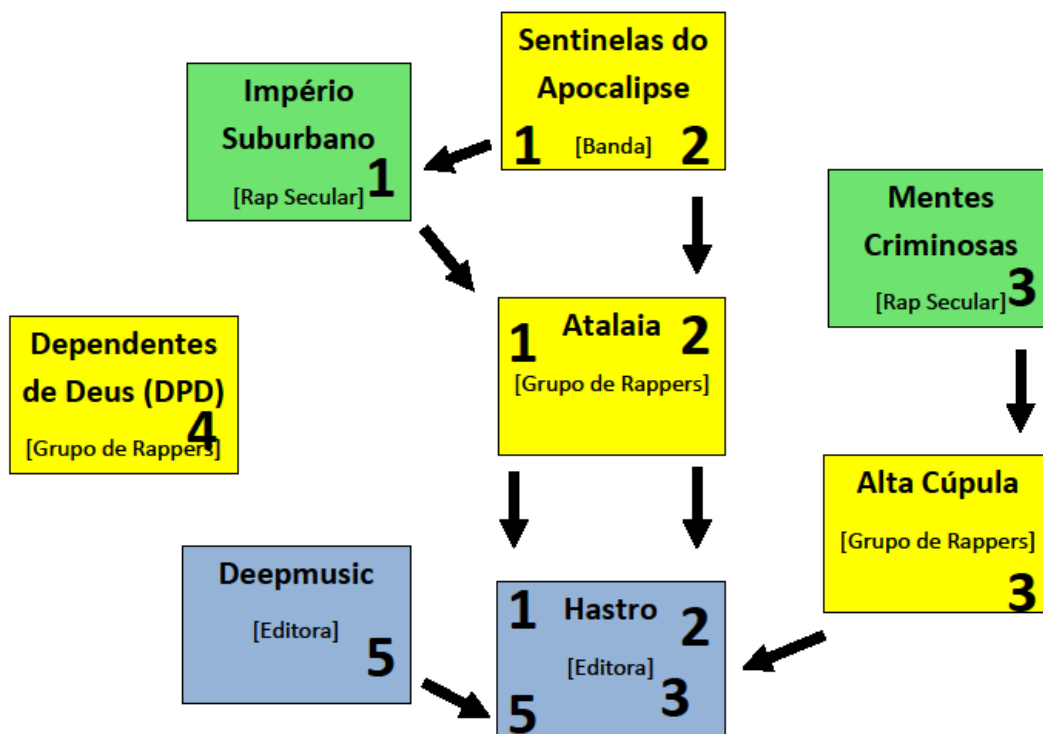 Sentinelas do
Apocalipse
1 [Banda] 2
Império
Suburbano
1
[Rap Secular]
Mentes
Criminosas
3
[Rap Secular]
1 Atalaia 2
[Grupo de Rappers]
Dependentes
de Deus (DPD)
4
[Grupo de Rappers]
Alta Cúpula
[Grupo de Rappers]
3
Deepmusic
[Editora]
5
1 Hastro 2
[Editora]
3
5